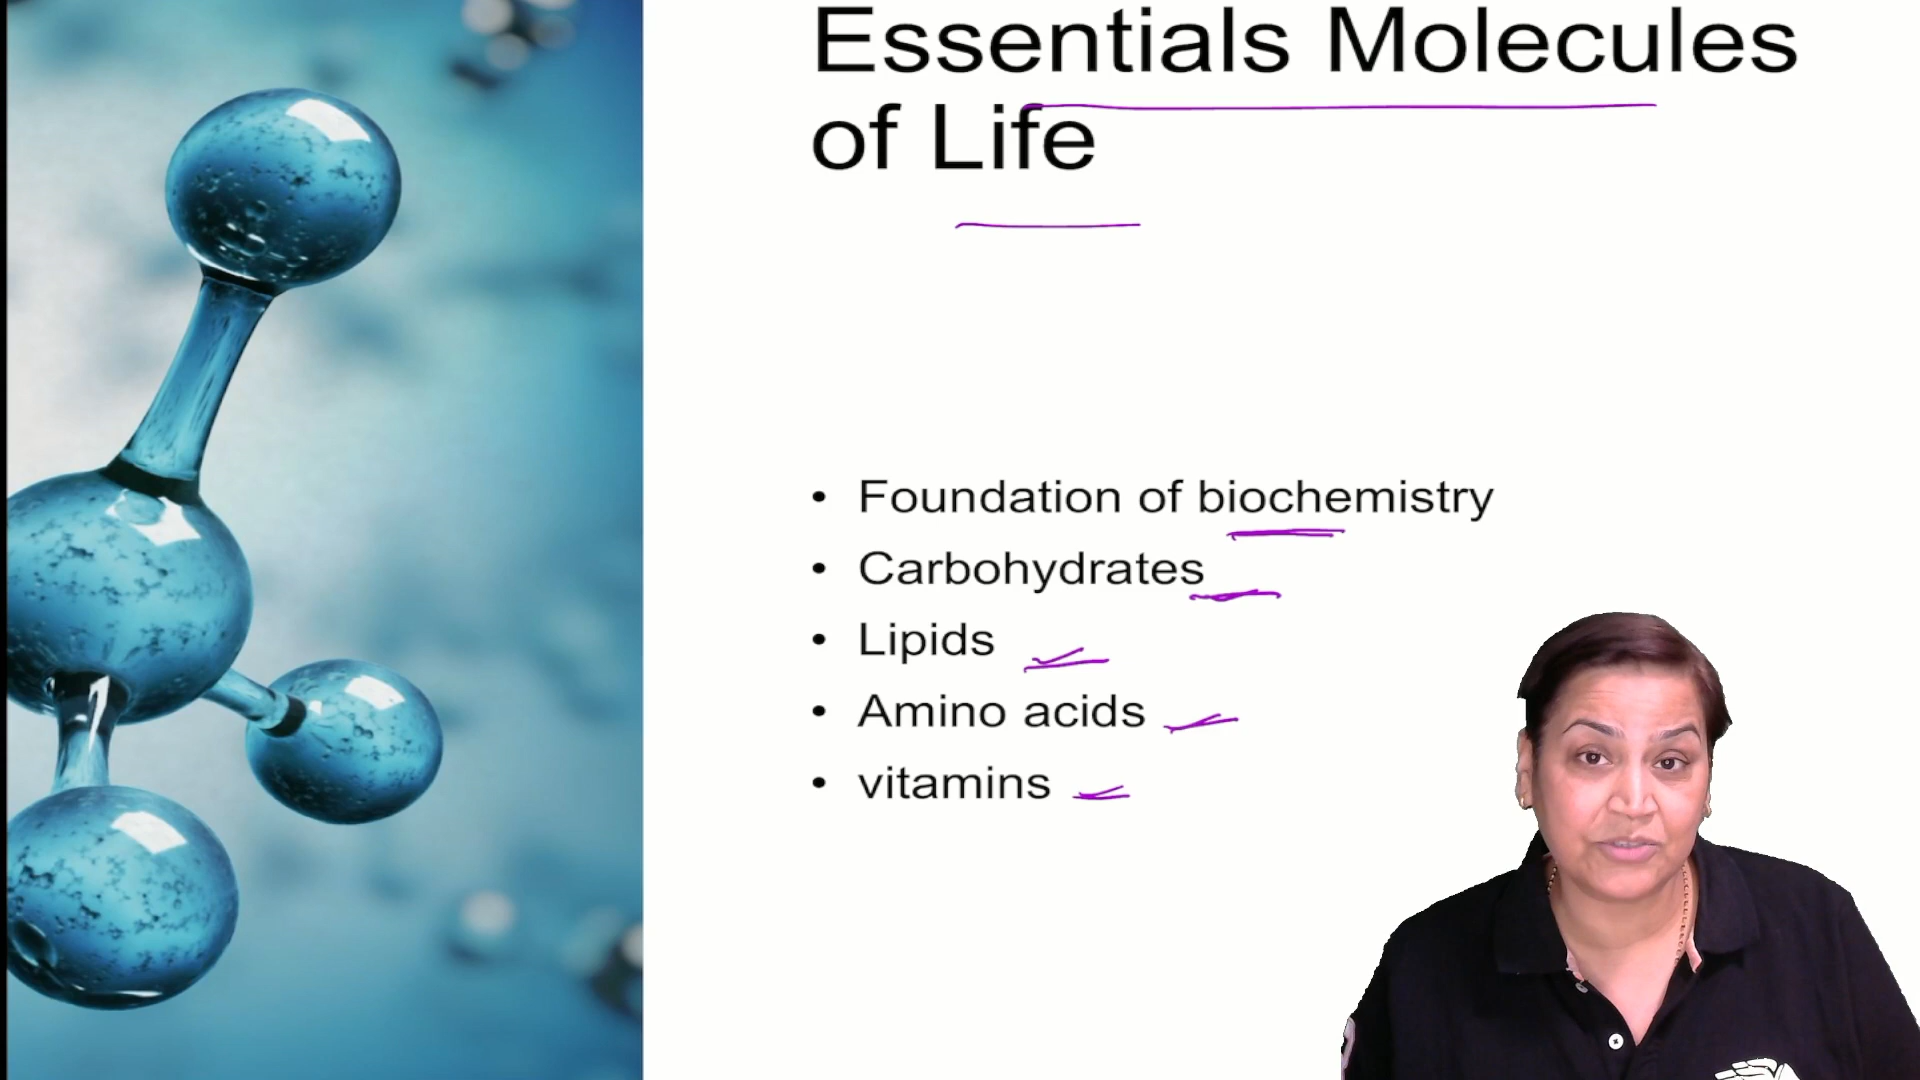 Essentials Molecules
of Life
• Foundation of biochemistry
• Carbohydrates
• Lipids
• Amino acids
• vitamins